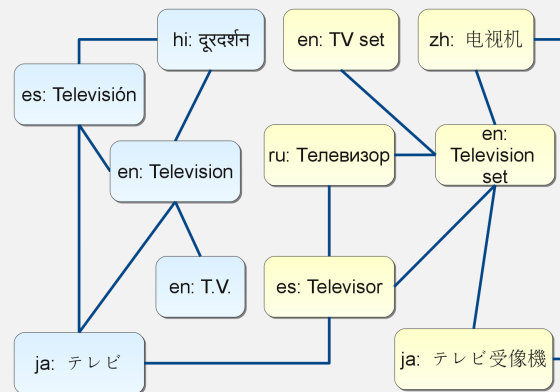 hi: दूरदर्शन
en: TV set
zh: 电视机
es: Televisión
en: Television
ru: Телевизор
en:
Television
set
en: T.V.
es: Televisor
ja: テレビ
ja: テレビ受像機